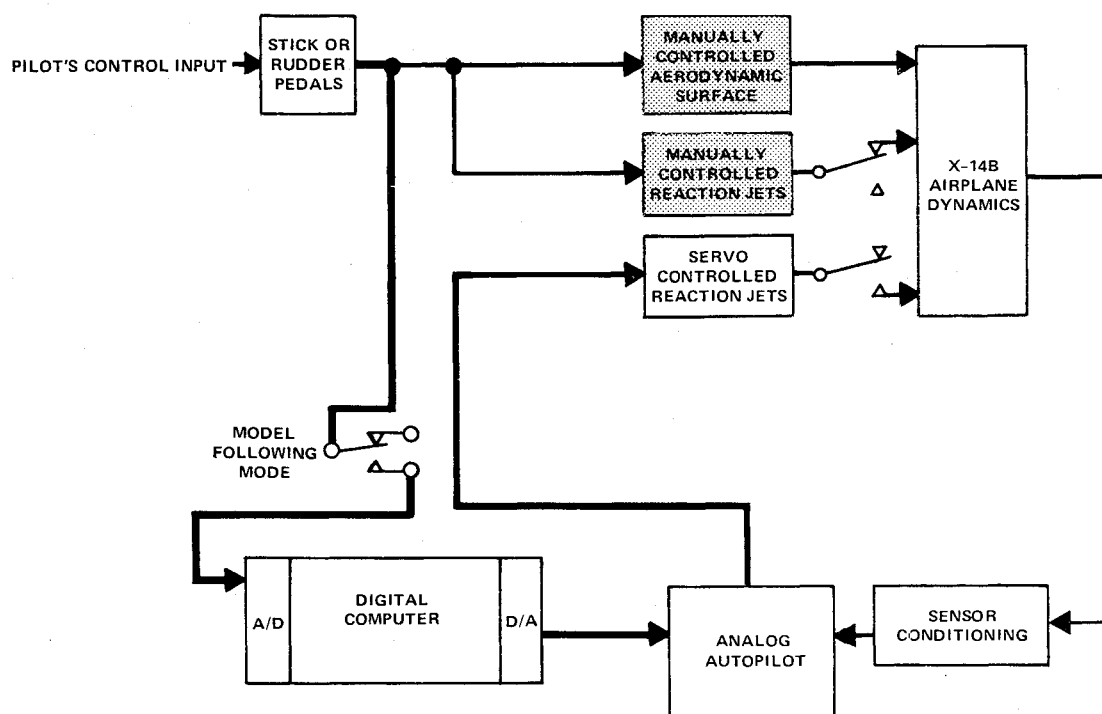 PILOT'S CONTROL INPUT
STICK OR
RUDDER
PEDALS
MANUALLY
CONTROLLED
AERODYNAMIC
SURFACE
MANUALLY
CONTROLLED
REACTION JETS
SERVO
CONTROLLED
REACTION JETS
X-14B
AIRPLANE
DYNAMICS
MODEL
FOLLOWING
MODE
A/D
DIGITAL
COMPUTER
D/A
ANALOG
AUTOPILOT
SENSOR
CONDITIONING